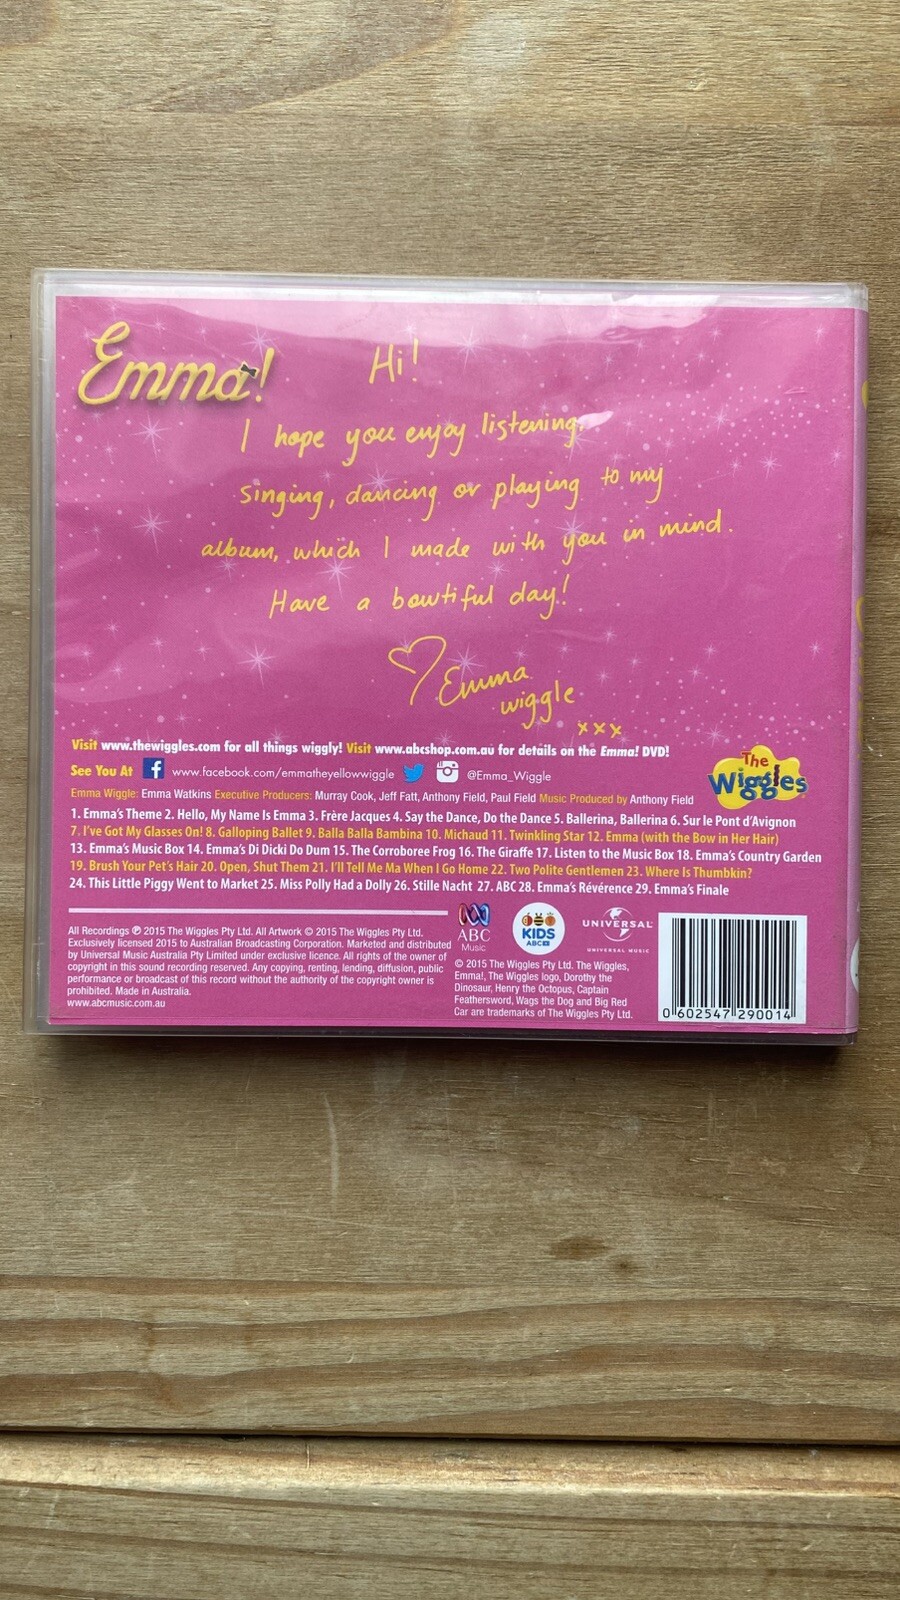 Emma!
Hi!
I hope you enjoy listening,
singing, dancing or playing to my
album, which I made with you in mind.
Have a bowtiful day!
Emma
wiggle
xxx
Visit www.thewiggles.com for all things wiggly! Visit www.abcshop.com.au for details on the Emma! DVD!
See You At www.facebook.com/emmatheyellowwiggle @Emma_Wiggle
The Wiggles
Emma Wiggle: Emma Watkins Executive Producers: Murray Cook, Jeff Fatt, Anthony Field, Paul Field Music Produced by Anthony Field
1. Emma's Theme 2. Hello, My Name Is Emma 3. Frère Jacques 4. Say the Dance, Do the Dance 5. Ballerina, Ballerina 6. Sur le Pont d'Avignon
7. I've Got My Glasses On! 8. Galloping Ballet 9. Balla Balla Bambina 10. Michaud 11. Twinkling Star 12. Emma (with the Bow in Her Hair)
13. Emma's Music Box 14. Emma's Di Dicki Do Dum 15. The Corroboree Frog 16. The Giraffe 17. Listen to the Music Box 18. Emma's Country Garden
19. Brush Your Pet's Hair 20. Open, Shut Them 21. I'll Tell Me Ma When I Go Home 22. Two Polite Gentlemen 23. Where Is Thumbkin?
24. This Little Piggy Went to Market 25. Miss Polly Had a Dolly 26. Stille Nacht 27. ABC 28. Emma's Révérence 29. Emma's Finale
All Recordings ℗ 2015 The Wiggles Pty Ltd. All Artwork © 2015 The Wiggles Pty Ltd.
Exclusively licensed 2015 to Australian Broadcasting Corporation. Marketed and distributed
by Universal Music Australia Pty Limited under exclusive licence. All rights of the owner of
copyright in this sound recording reserved. Any copying, renting, lending, diffusion, public
performance or broadcast of this record without the authority of the copyright owner is
prohibited. Made in Australia.
www.abcmusic.com.au
ABC
Music
KIDS
ABC
UNIVERSAL
UNIVERSAL MUSIC
© 2015 The Wiggles Pty Ltd. The Wiggles,
Emma!, The Wiggles logo, Dorothy the
Dinosaur, Henry the Octopus, Captain
Feathersword, Wags the Dog and Big Red
Car are trademarks of The Wiggles Pty Ltd.
0 602547 290014